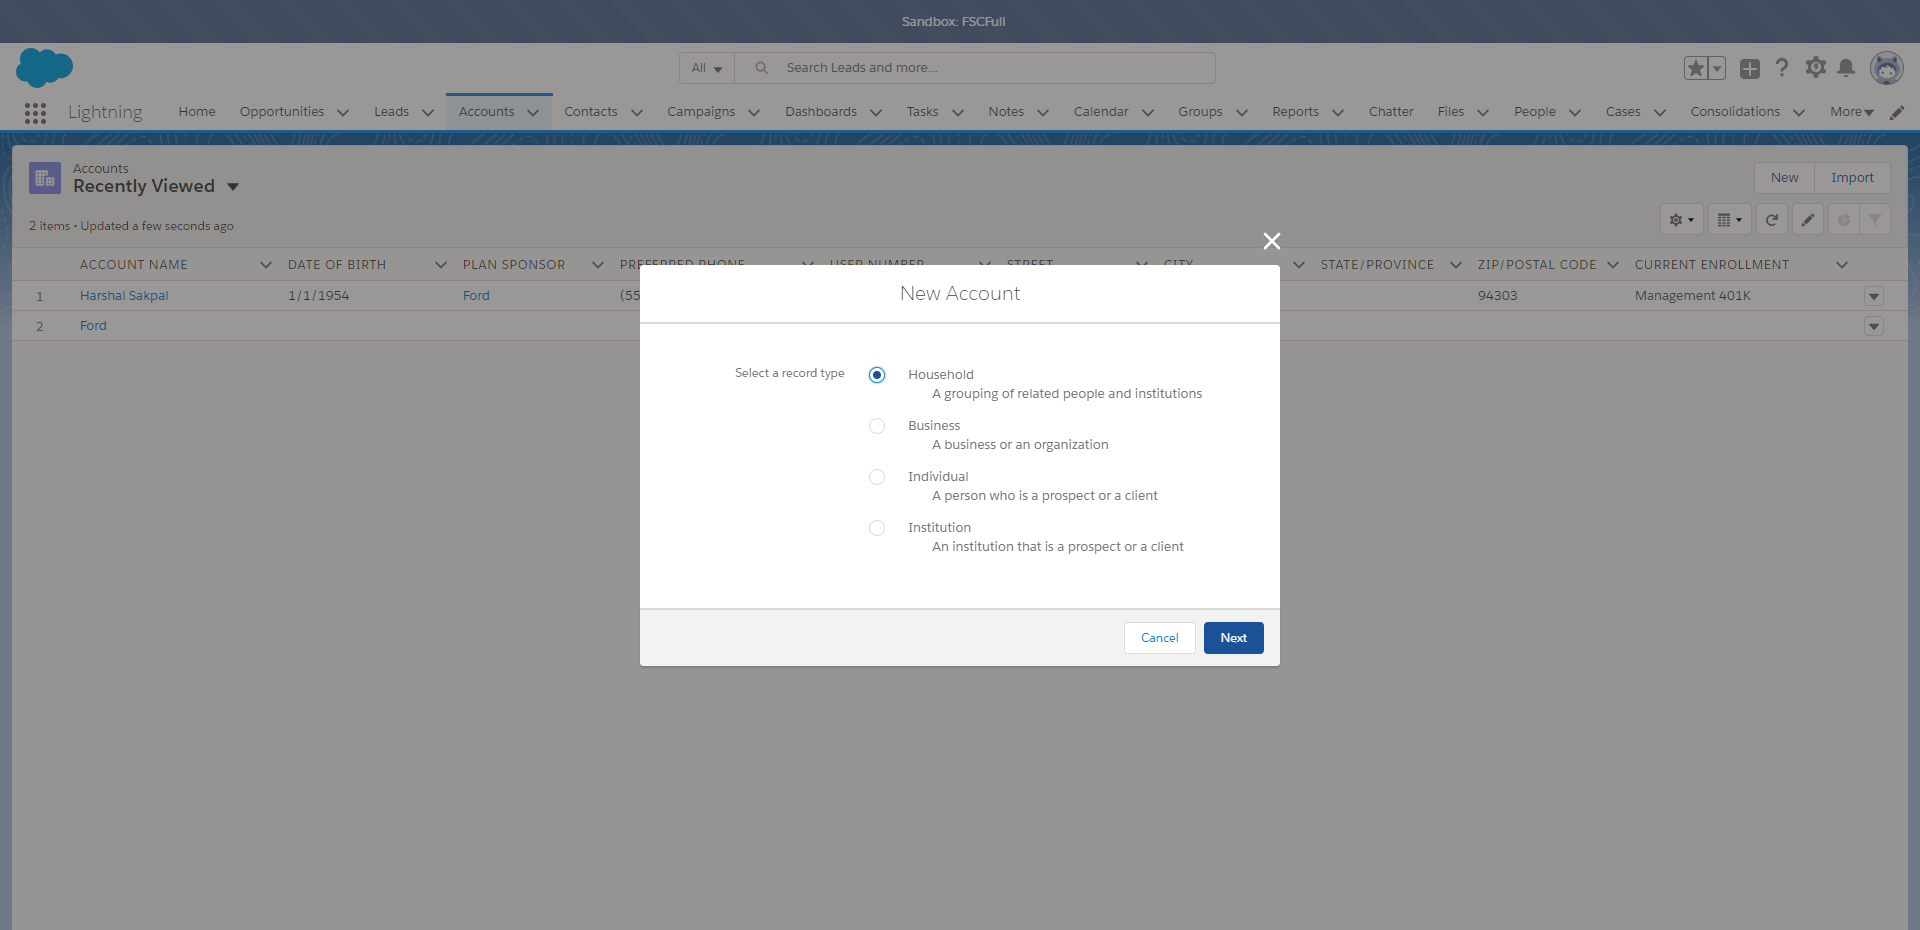 Sandbox: FSCFull
All
Search Leads and more...
Lightning
Home Opportunities Leads Accounts Contacts Campaigns Dashboards Tasks Notes Calendar Groups Reports Chatter Files People Cases Consolidations More
Accounts
Recently Viewed
New Import
2 items • Updated a few seconds ago
ACCOUNT NAME DATE OF BIRTH PLAN SPONSOR PREFERRED PHONE USER NUMBER STREET CITY STATE/PROVINCE ZIP/POSTAL CODE CURRENT ENROLLMENT
1 Harshal Sakpal 1/1/1954 Ford (55 94303 Management 401K
2 Ford
New Account
Select a record type
Household
A grouping of related people and institutions
Business
A business or an organization
Individual
A person who is a prospect or a client
Institution
An institution that is a prospect or a client
Cancel Next